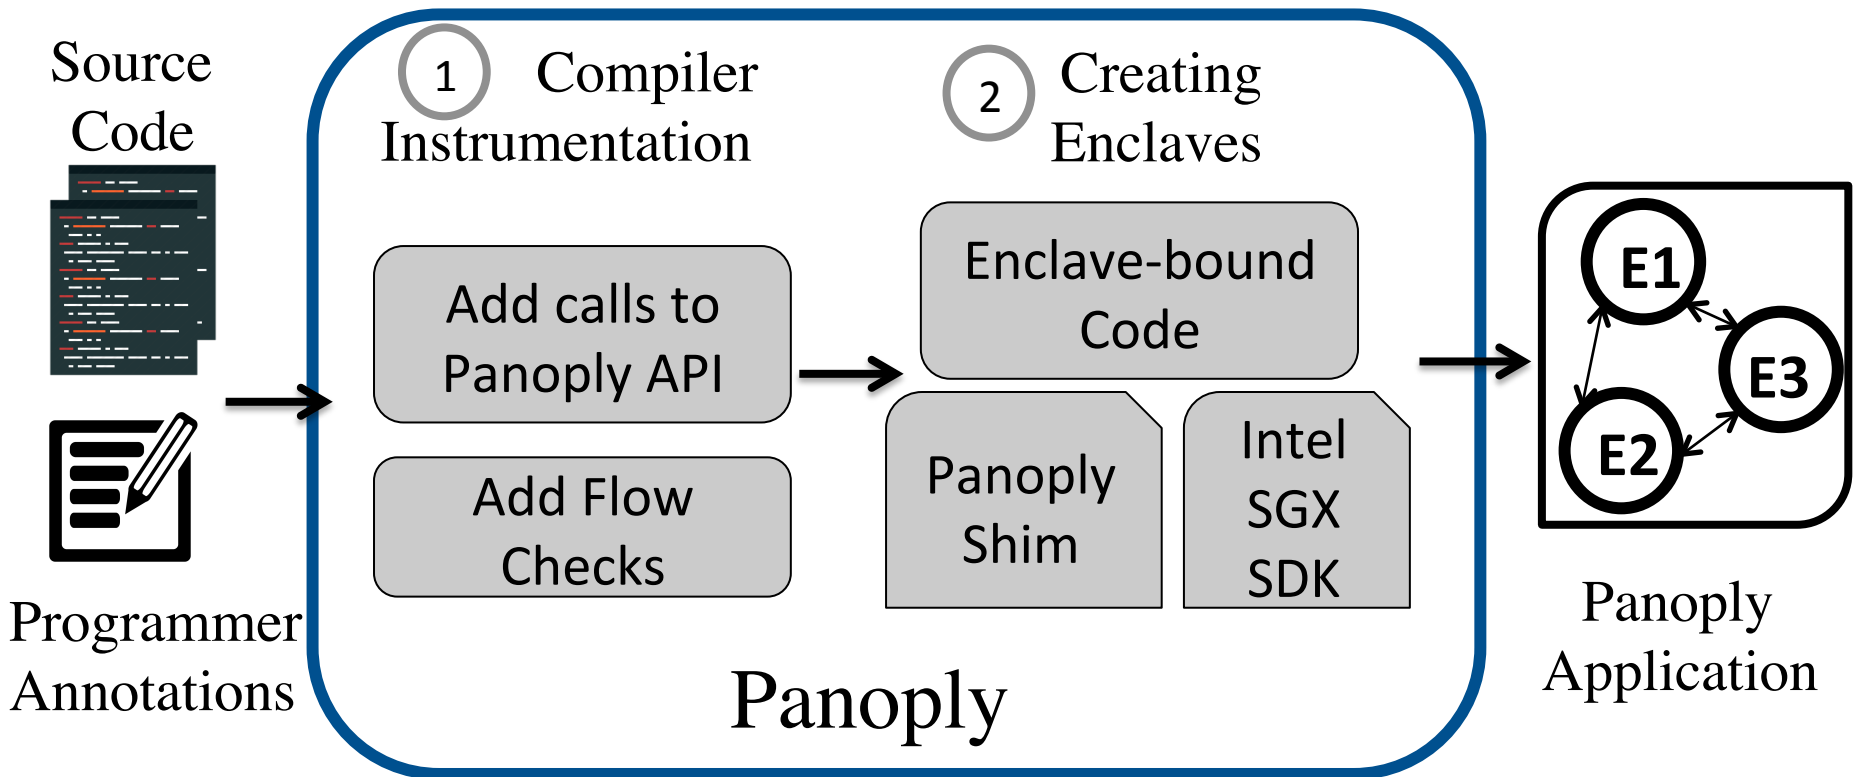 Source
Code
Programmer
Annotations
1
Compiler
Instrumentation
Add calls to
Panoply API
Add Flow
Checks
2
Creating
Enclaves
Enclave-bound
Code
Panoply
Shim
Intel
SGX
SDK
Panoply
E1
E3
E2
Panoply
Application